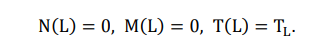 N(L) = 0, M(L) = 0, T(L) = T_L.